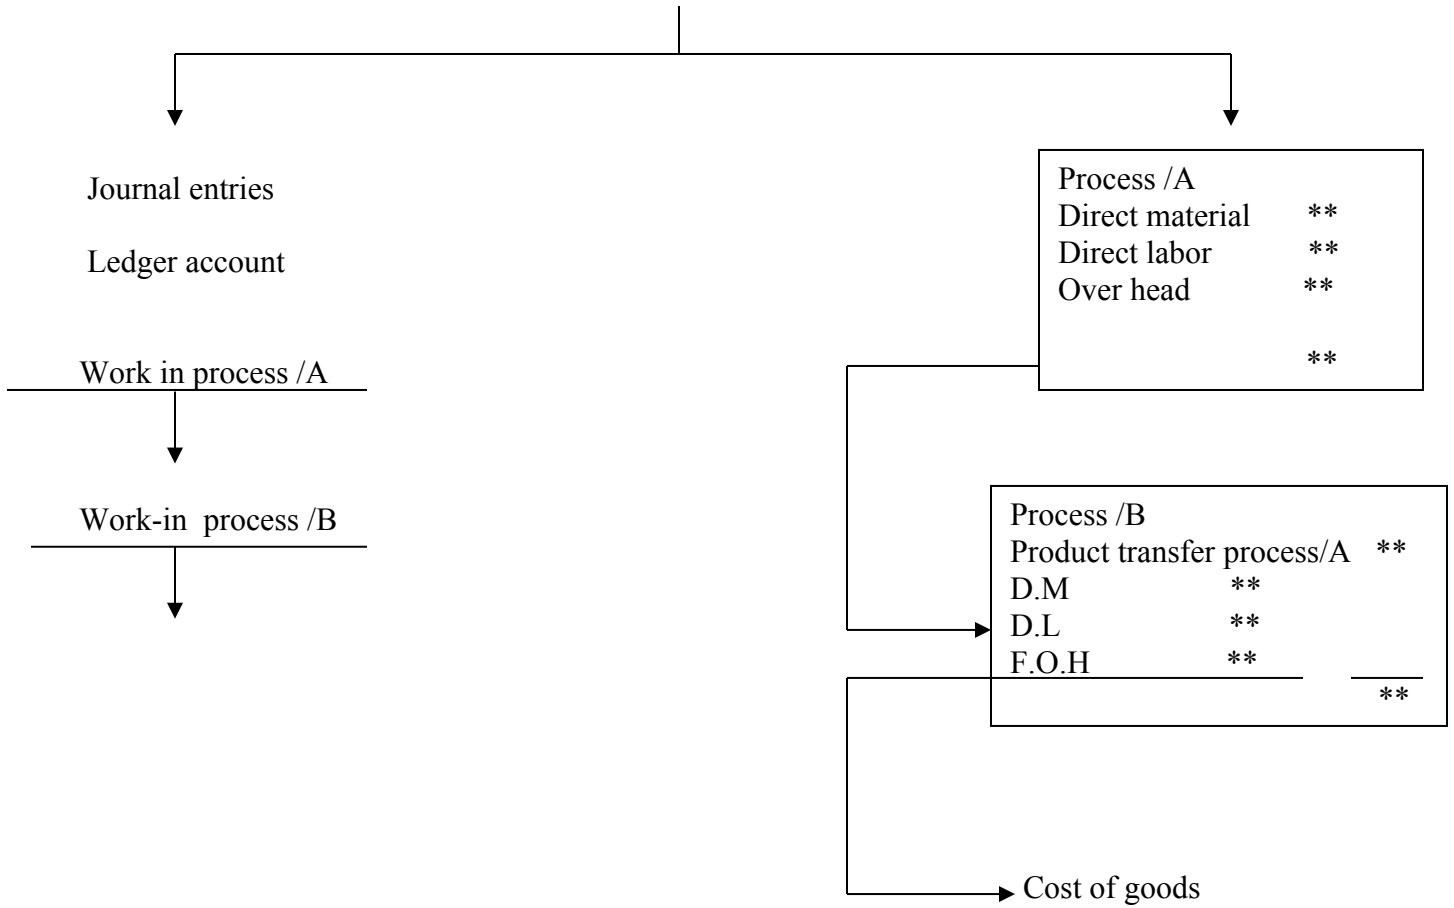 Journal entries
Ledger account
Work in process /A
Work-in process /B
Process /A
Direct material **
Direct labor **
Over head **
**
Process /B
Product transfer process/A **
D.M **
D.L **
F.O.H **
**
Cost of goods